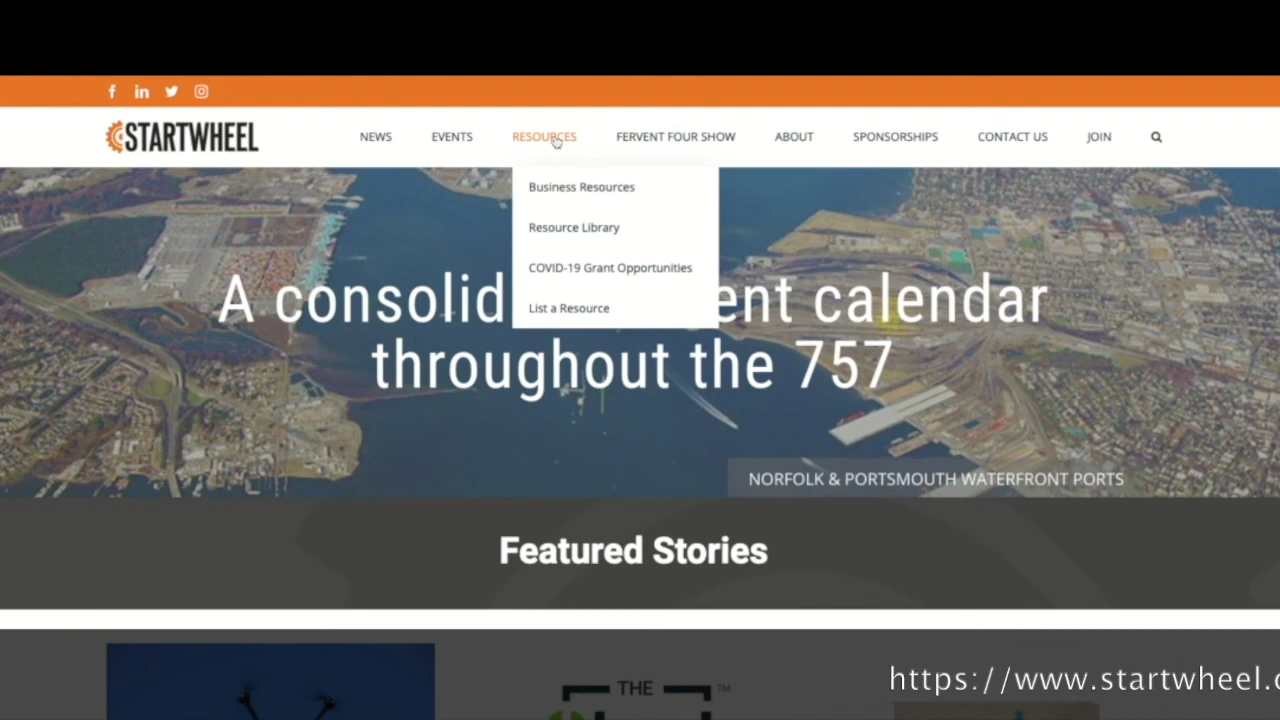 STARTWHEEL
NEWS EVENTS RESOURCES FERVENT FOUR SHOW ABOUT SPONSORSHIPS CONTACT US JOIN
Business Resources
Resource Library
COVID-19 Grant Opportunities
List a Resource
A consolid ent calendar
throughout the 757
NORFOLK & PORTSMOUTH WATERFRONT PORTS
Featured Stories
THE ™
https://www.startwheel.